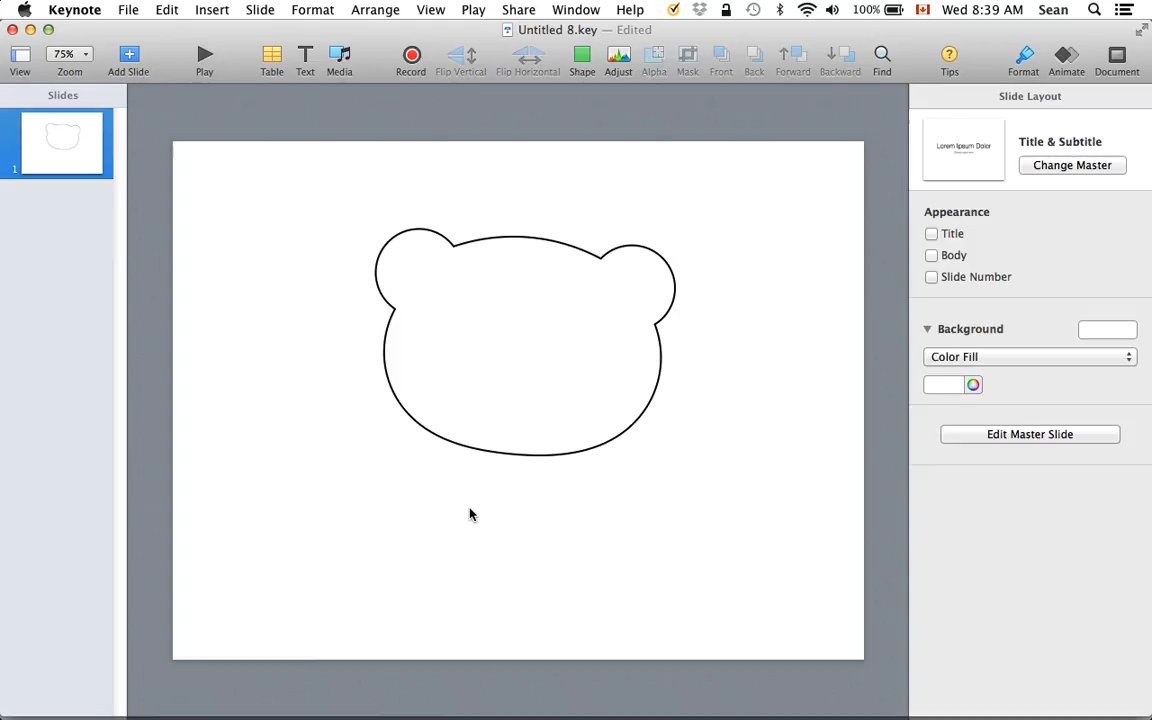 Keynote File Edit Insert Slide Format Arrange View Play Share Window Help 100% Wed 8:39 AM Sean
Untitled 8.key — Edited
75%
View Zoom Add Slide Play Table Text Media Record Flip Vertical Flip Horizontal Shape Adjust Alpha Mask Front Back Forward Backward Find Tips Format Animate Document
Slides
Slide Layout
1
Lorem Ipsum Dolor
Title & Subtitle
Change Master
Appearance
Title
Body
Slide Number
Background
Color Fill
Edit Master Slide